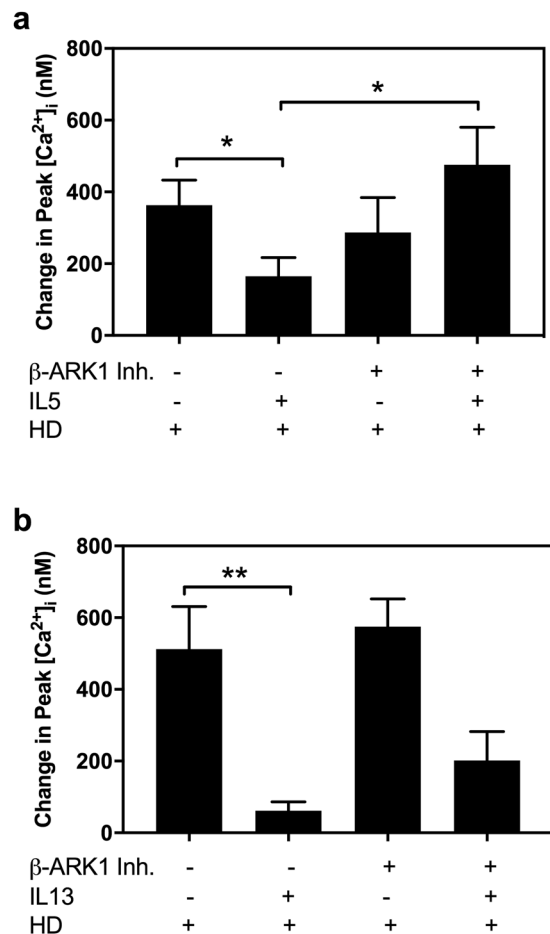 a
Change in Peak [Ca²⁺]ᵢ (nM)
800
600
400
200
0
*
*
β-ARK1 Inh. - - + +
IL5 - + - +
HD + + + +
b
Change in Peak [Ca²⁺]ᵢ (nM)
800
600
400
200
0
**
β-ARK1 Inh. - - + +
IL13 - + - +
HD + + + +